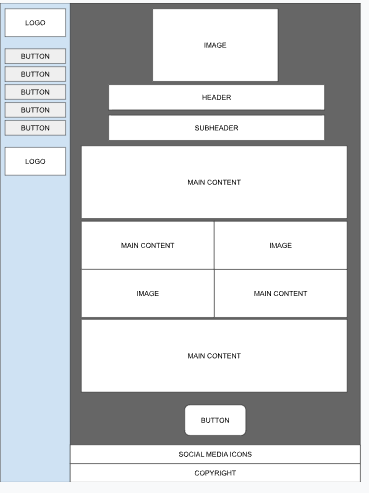 LOGO
BUTTON
BUTTON
BUTTON
BUTTON
BUTTON
LOGO
IMAGE
HEADER
SUBHEADER
MAIN CONTENT
MAIN CONTENT
IMAGE
IMAGE
MAIN CONTENT
MAIN CONTENT
BUTTON
SOCIAL MEDIA ICONS
COPYRIGHT